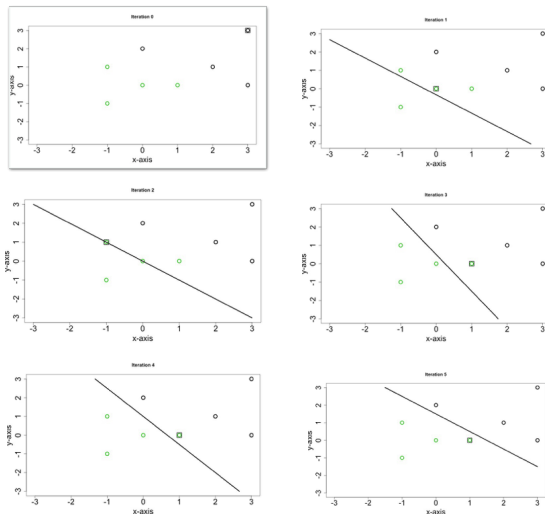 Iteration 0
3
2
1
0
-1
-2
-3
y-axis
-3 -2 -1 0 1 2 3
x-axis
Iteration 1
3
2
1
0
-1
-2
-3
y-axis
-3 -2 -1 0 1 2 3
x-axis
Iteration 2
3
2
1
0
-1
-2
-3
y-axis
-3 -2 -1 0 1 2 3
x-axis
Iteration 3
3
2
1
0
-1
-2
-3
y-axis
-3 -2 -1 0 1 2 3
x-axis
Iteration 4
3
2
1
0
-1
-2
-3
y-axis
-3 -2 -1 0 1 2 3
x-axis
Iteration 5
3
2
1
0
-1
-2
-3
y-axis
-3 -2 -1 0 1 2 3
x-axis